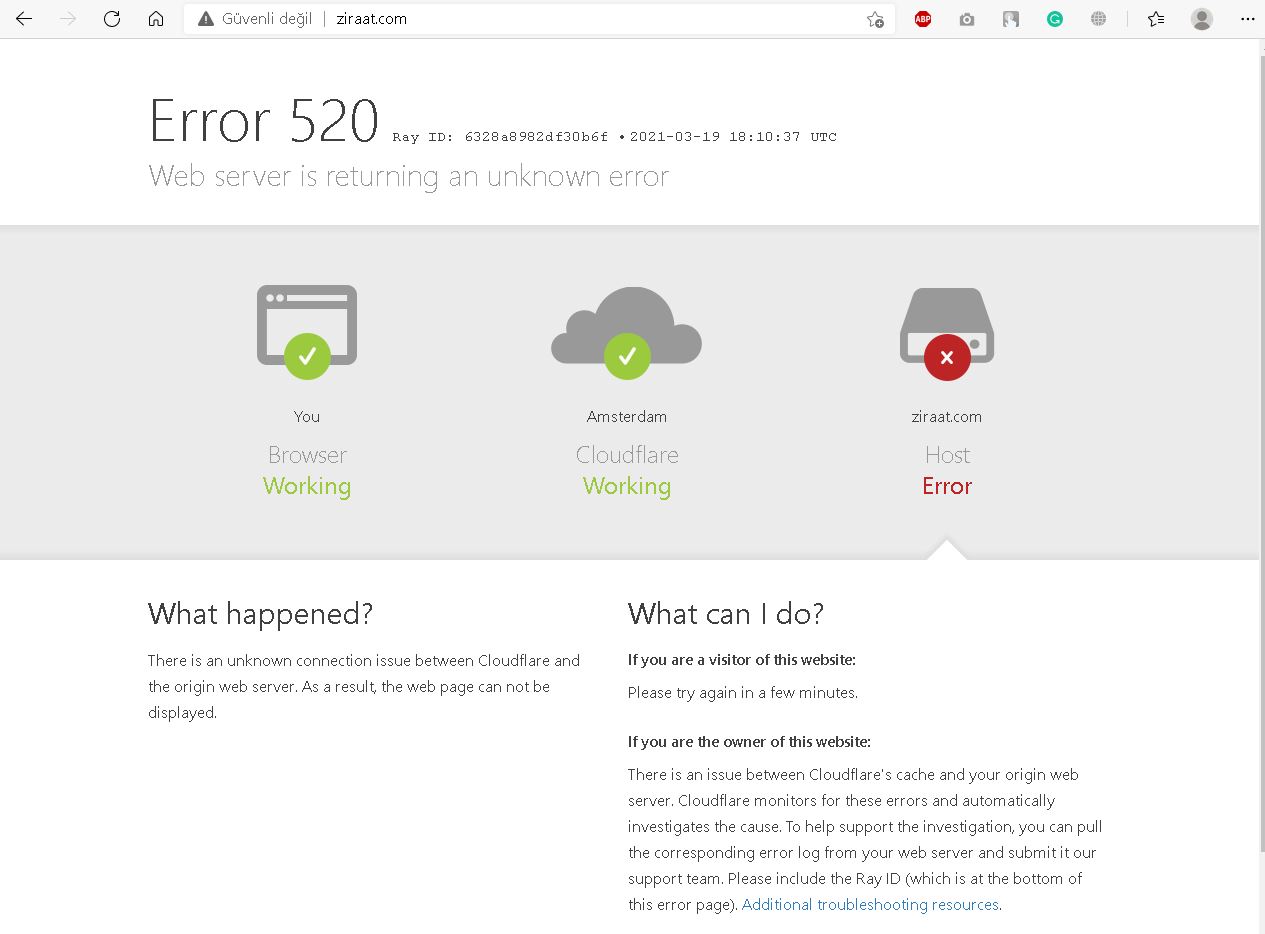 Güvenli değil | ziraat.com
ABP
G
Error 520 Ray ID: 6328a8982df30b6f • 2021-03-19 18:10:37 UTC
Web server is returning an unknown error
You
Browser
Working
Amsterdam
Cloudflare
Working
ziraat.com
Host
Error
What happened?
There is an unknown connection issue between Cloudflare and
the origin web server. As a result, the web page can not be
displayed.
What can I do?
If you are a visitor of this website:
Please try again in a few minutes.
If you are the owner of this website:
There is an issue between Cloudflare's cache and your origin web
server. Cloudflare monitors for these errors and automatically
investigates the cause. To help support the investigation, you can pull
the corresponding error log from your web server and submit it our
support team. Please include the Ray ID (which is at the bottom of
this error page). Additional troubleshooting resources.